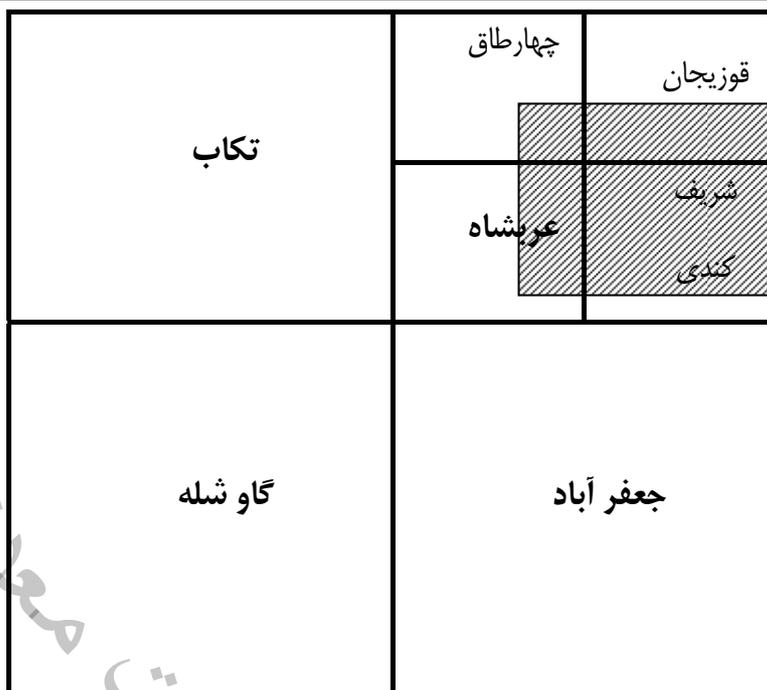 چهارطاق
قوزیجان
تکاب
شریف
عربشاه
کندی
جعفر آباد
گاو شله